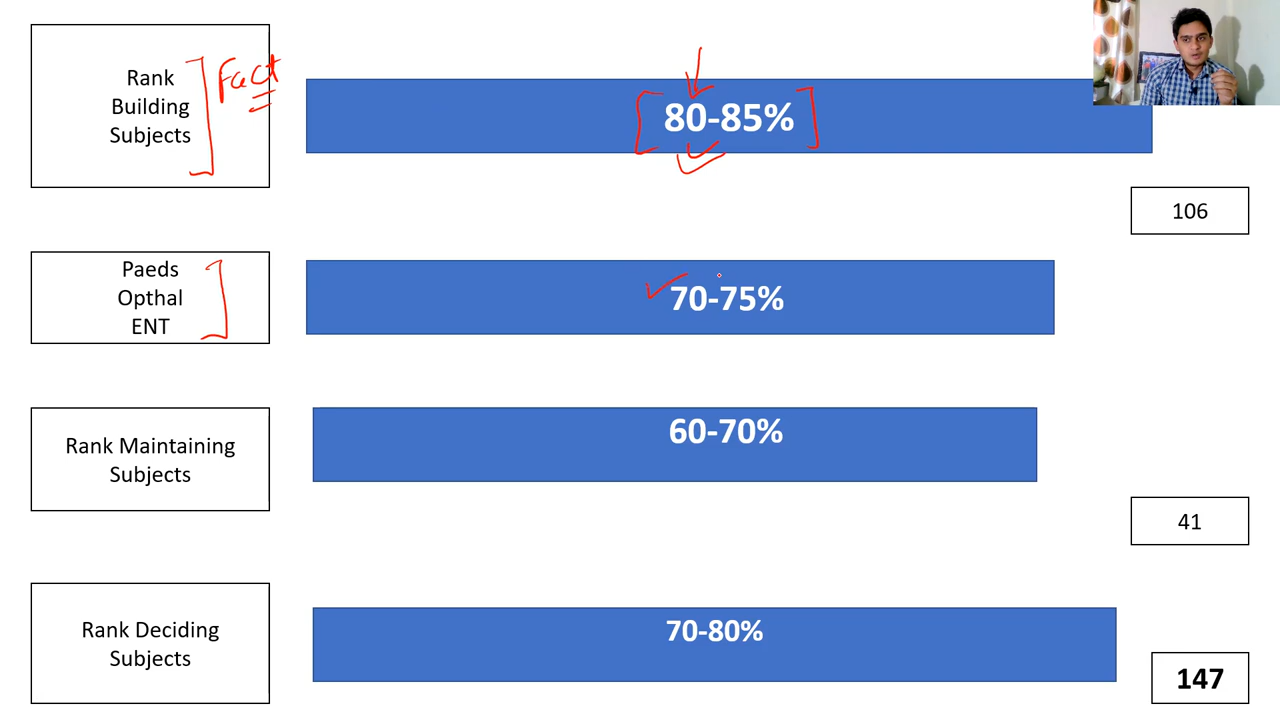 Rank
Building
Subjects
Fact
80-85%
106
Paeds
Opthal
ENT
70-75%
Rank Maintaining
Subjects
60-70%
41
Rank Deciding
Subjects
70-80%
147